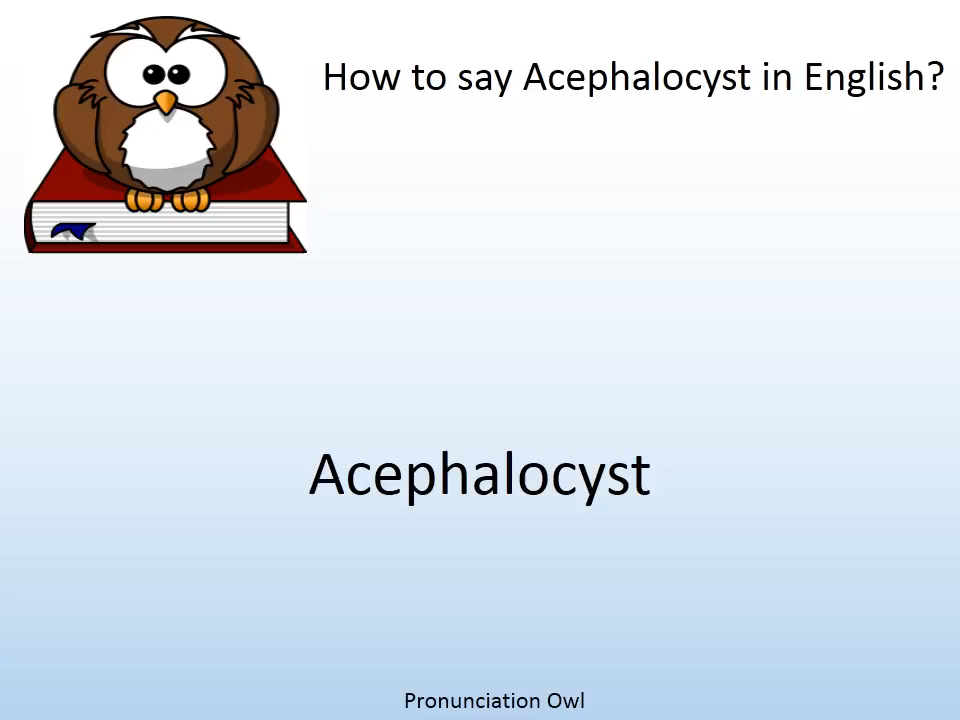 How to say Acephalocyst in English?
Acephalocyst
Pronunciation Owl